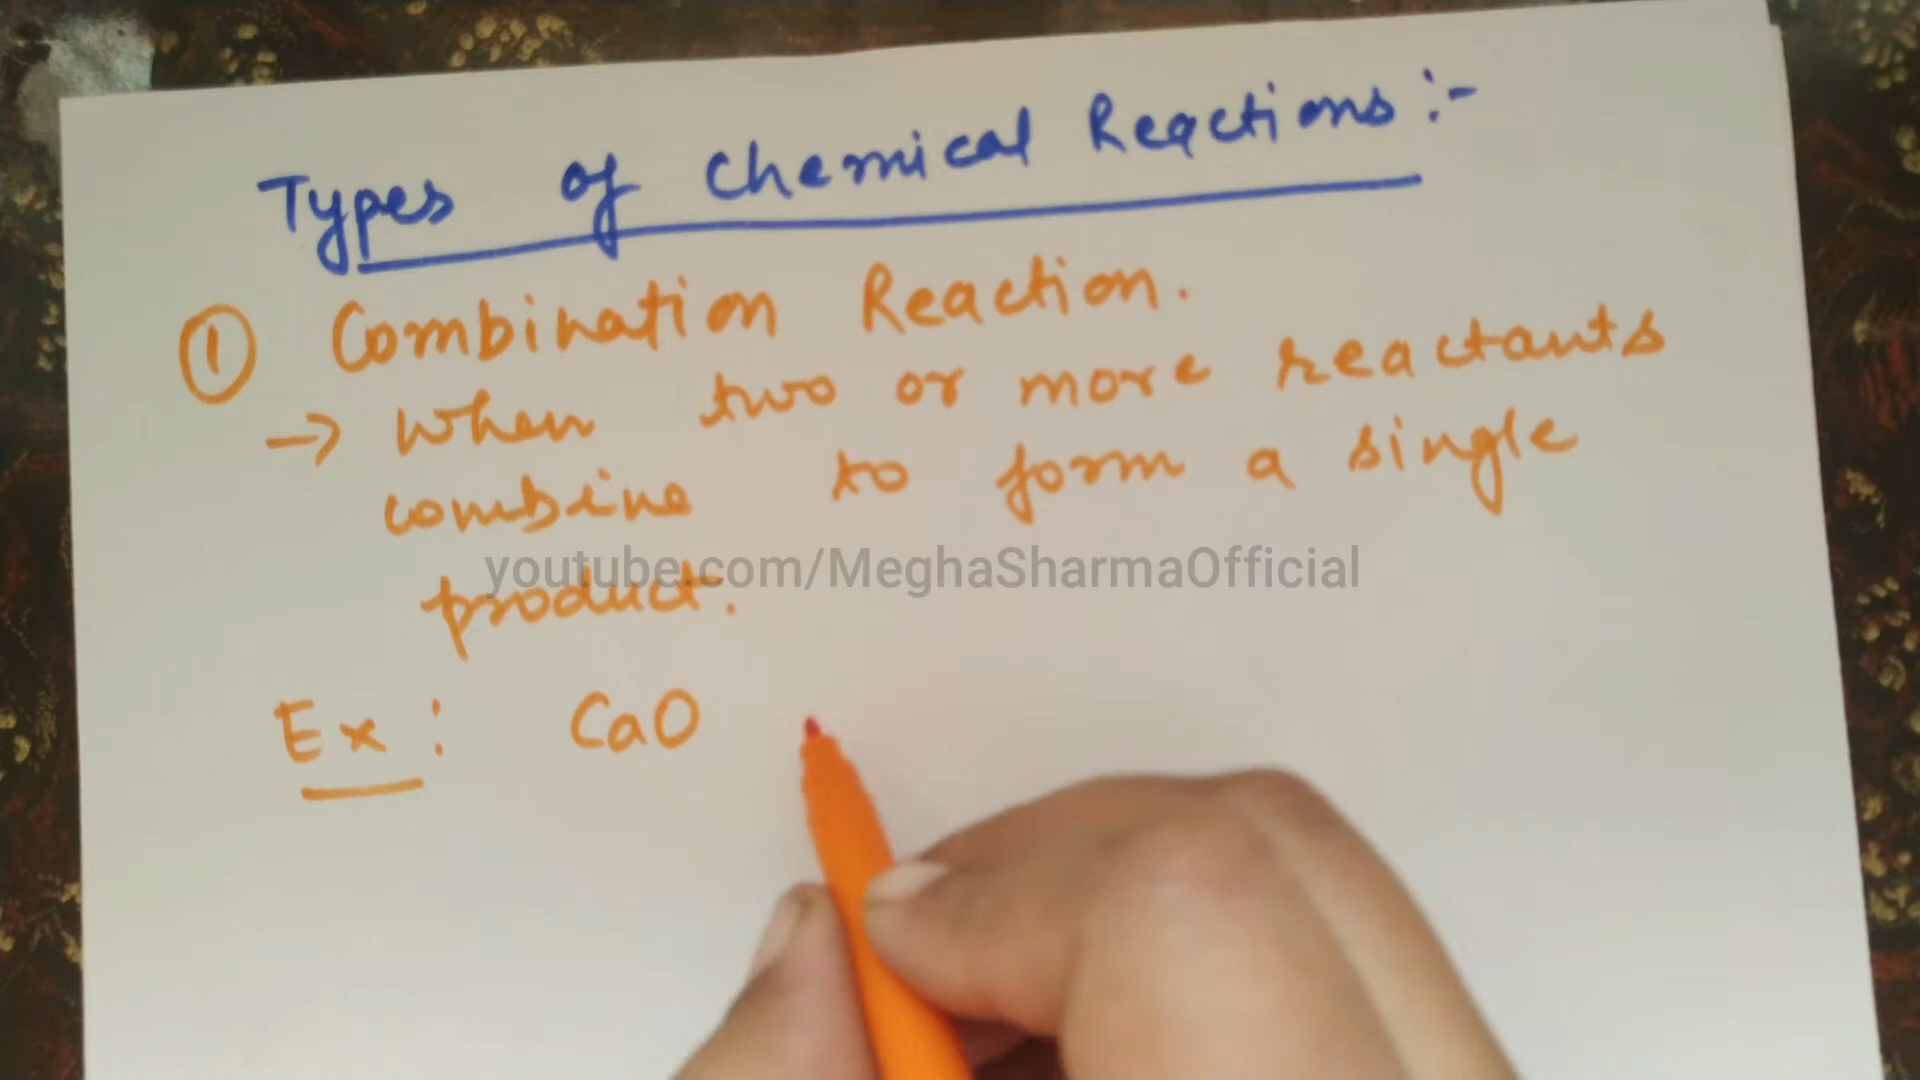 Types of Chemical Reactions :-
① Combination Reaction.
→ When two or more reactants
combine to form a single
youtube.com/MeghaSharmaOfficial
product.
Ex : CaO